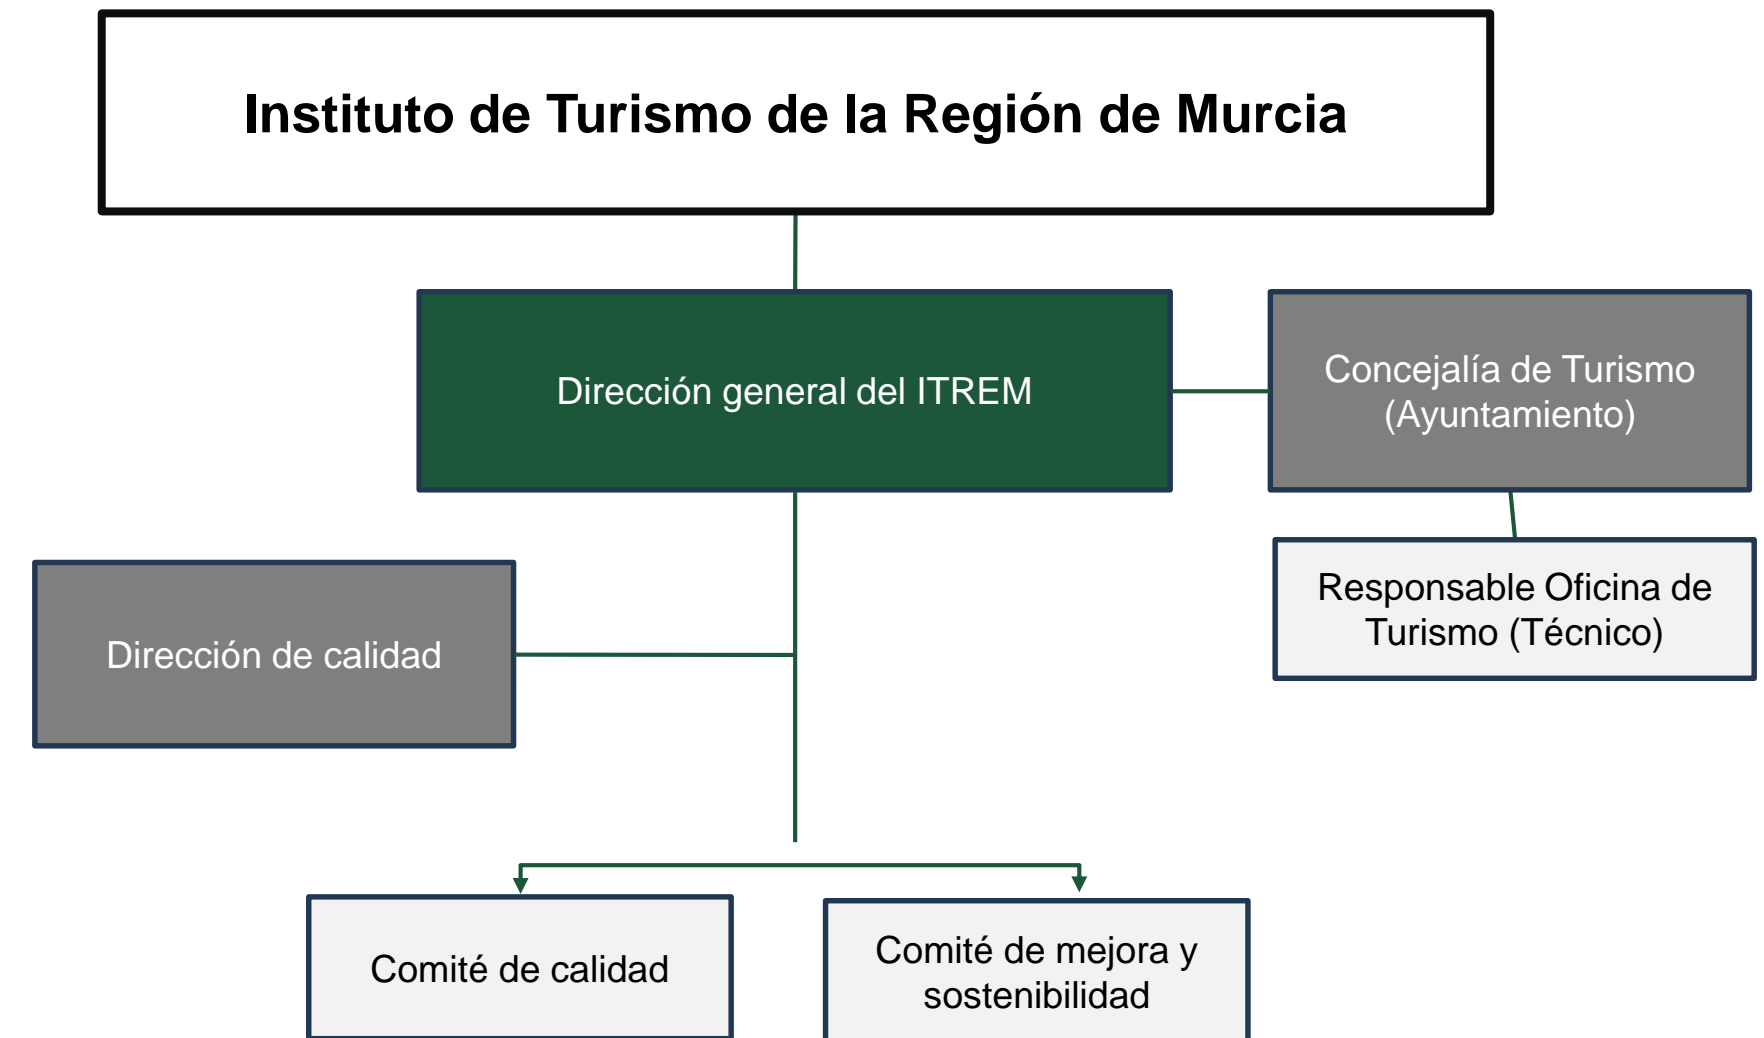 Instituto de Turismo de la Región de Murcia
Dirección general del ITREM
Concejalía de Turismo
(Ayuntamiento)
Responsable Oficina de
Turismo (Técnico)
Dirección de calidad
Comité de calidad
Comité de mejora y
sostenibilidad